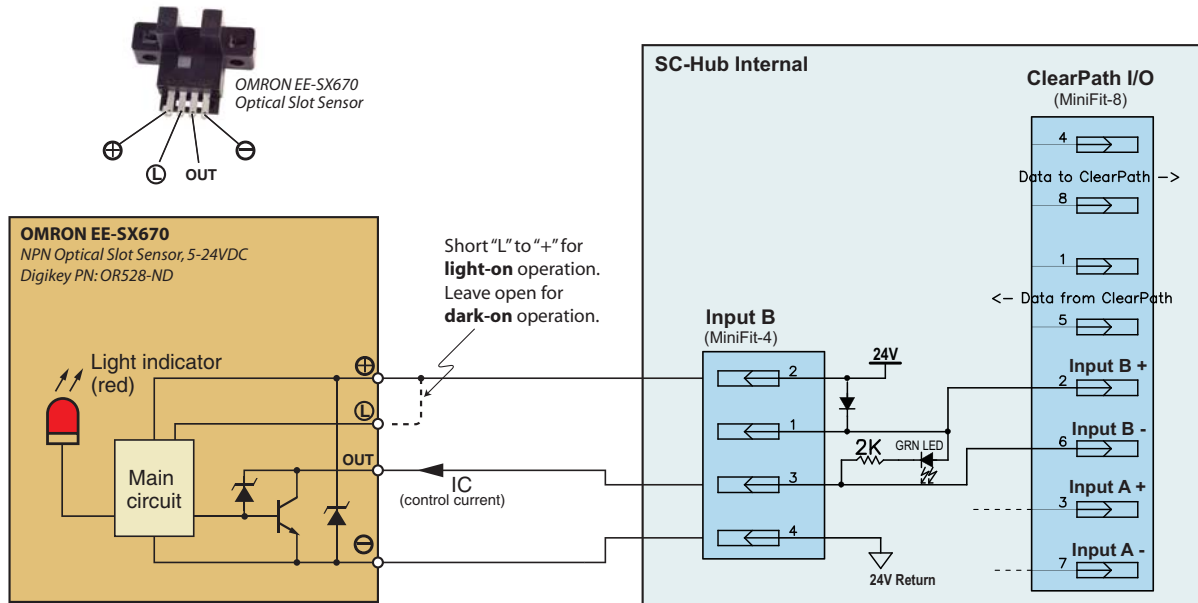 OMRON EE-SX670
Optical Slot Sensor
⊕
Ⓛ
OUT
⊖
OMRON EE-SX670
NPN Optical Slot Sensor, 5-24VDC
Digikey PN: OR528-ND
Light indicator
(red)
Main
circuit
⊕
Ⓛ
OUT
⊖
Short "L" to "+" for
light-on operation.
Leave open for
dark-on operation.
IC
(control current)
SC-Hub Internal
Input B
(MiniFit-4)
2
1
3
4
24V
2K
GRN LED
24V Return
ClearPath I/O
(MiniFit-8)
4
Data to ClearPath ->
8
1
<- Data from ClearPath
5
Input B +
2
Input B -
6
Input A +
3
Input A -
7